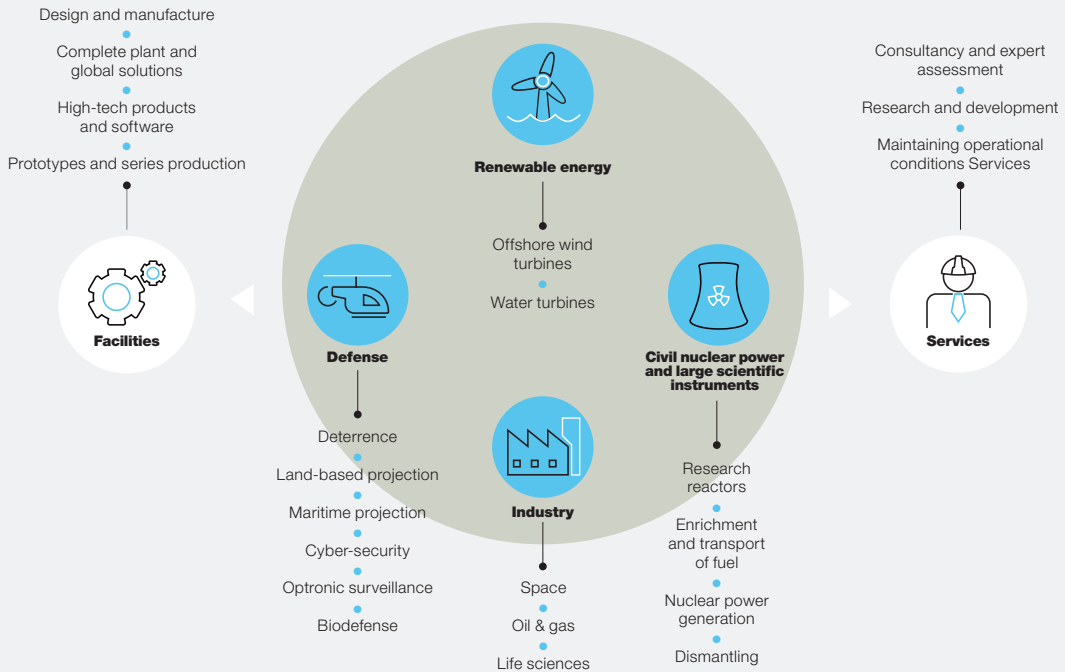 Design and manufacture
Complete plant and
global solutions
High-tech products
and software
Prototypes and series production
Facilities
Renewable energy
Offshore wind
turbines
Water turbines
Defense
Deterrence
Land-based projection
Maritime projection
Cyber-security
Optronic surveillance
Biodefense
Industry
Space
Oil & gas
Life sciences
Civil nuclear power
and large scientific
instruments
Research
reactors
Enrichment
and transport
of fuel
Nuclear power
generation
Dismantling
Consultancy and expert
assessment
Research and development
Maintaining operational
conditions Services
Services